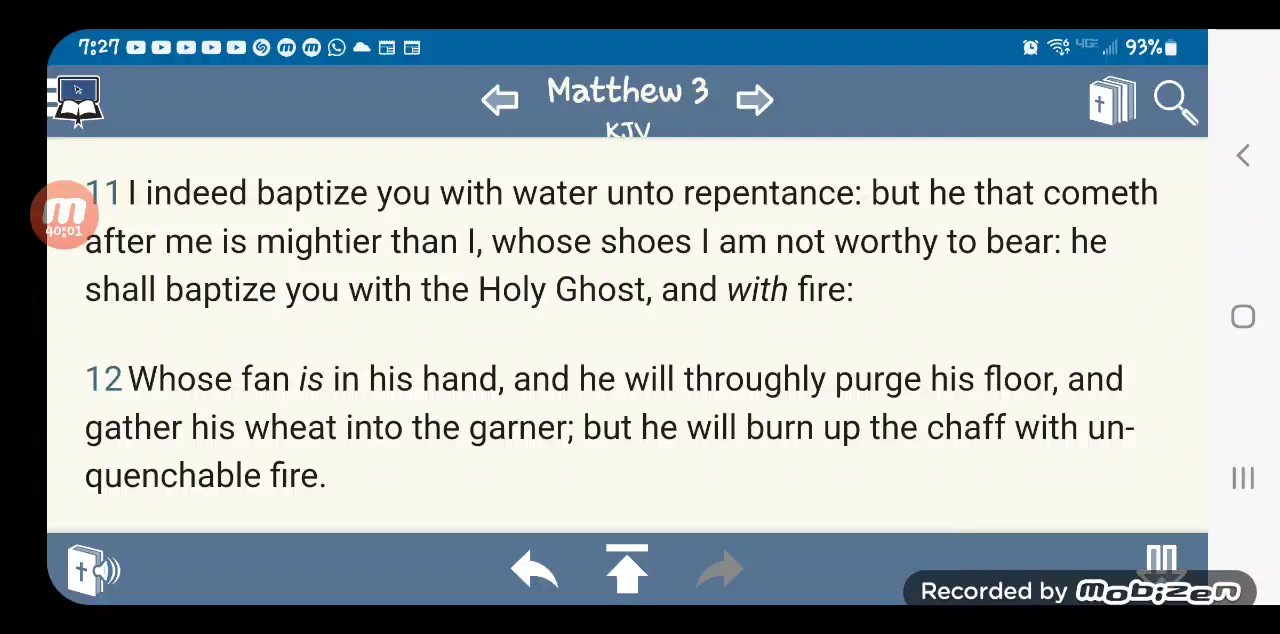 7:27
4GE 93%
Matthew 3
KJV
11 I indeed baptize you with water unto repentance: but he that cometh
40:01
after me is mightier than I, whose shoes I am not worthy to bear: he
shall baptize you with the Holy Ghost, and with fire:
12 Whose fan is in his hand, and he will throughly purge his floor, and
gather his wheat into the garner; but he will burn up the chaff with un-
quenchable fire.
Recorded by mobizen